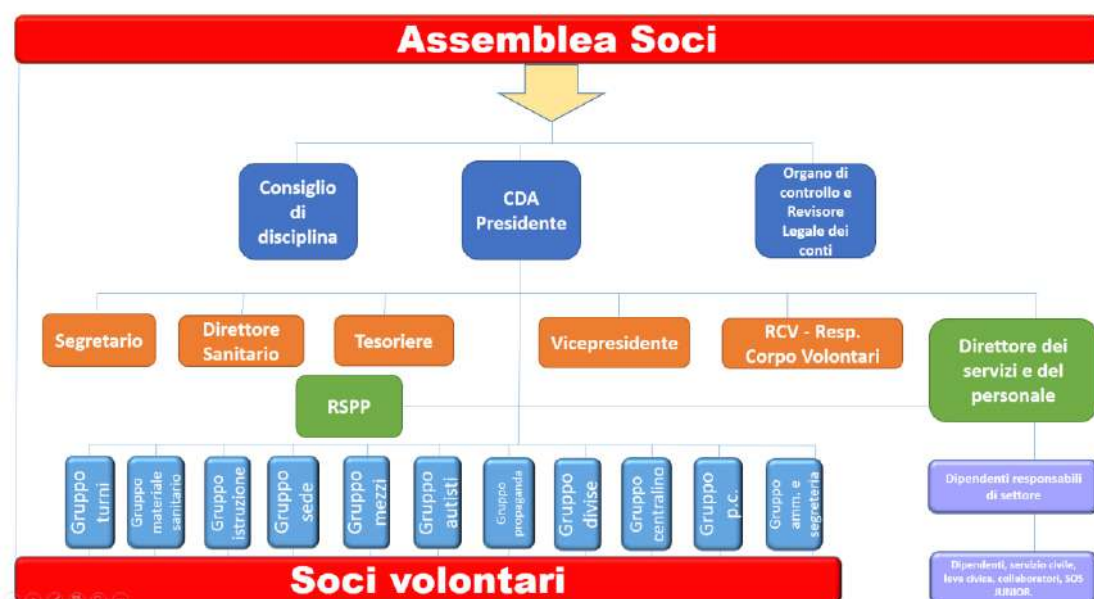 Assemblea Soci
Consiglio
di
disciplina
CDA
Presidente
Organo di
controllo e
Revisore
Legale dei
conti
Segretario
Direttore
Sanitario
Tesoriere
Vicepresidente
RCV - Resp.
Corpo Volontari
Direttore dei
servizi e del
personale
RSPP
Gruppo
turni
Gruppo
materiale
sanitario
Gruppo
istruzione
Gruppo
sede
Gruppo
mezzi
Gruppo
autisti
Gruppo
propaganda
Gruppo
divise
Gruppo
centralino
Gruppo
p.c.
Gruppo
amm. e
segreteria
Dipendenti responsabili
di settore
Soci volontari
Dipendenti, servizio civile,
leva civica, collaboratori, SOS
JUNIOR.